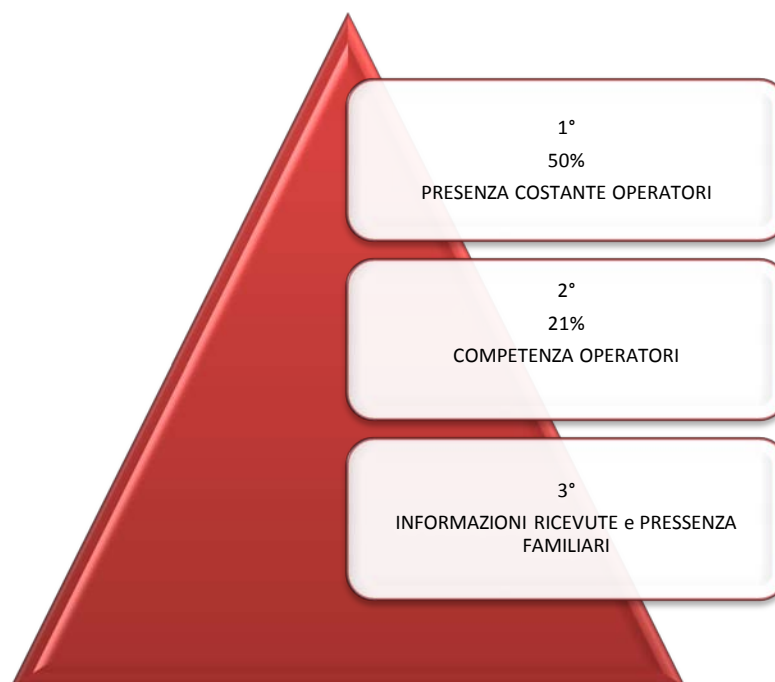 1°
50%
PRESENZA COSTANTE OPERATORI
2°
21%
COMPETENZA OPERATORI
3°
INFORMAZIONI RICEVUTE e PRESSENZA
FAMILIARI